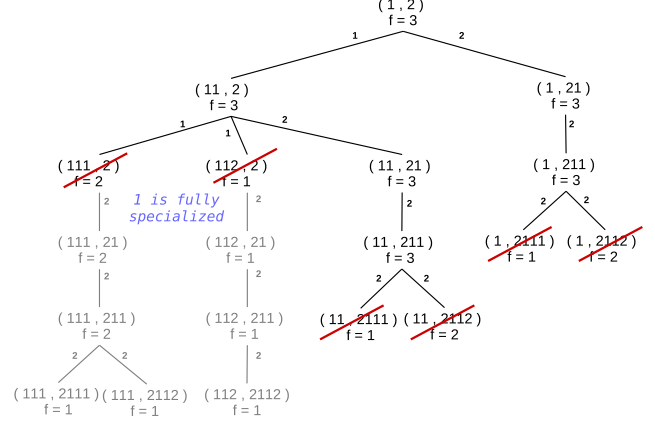 ( 1 , 2 )
f = 3
1
2
( 11 , 2 )
f = 3
( 1 , 21 )
f = 3
1
1
2
2
( 111 , 2 )
f = 2
( 112 , 2 )
f = 1
( 11 , 21 )
f = 3
( 1 , 211 )
f = 3
2
1 is fully
specialized
2
2
2
2
( 111 , 21 )
f = 2
( 112 , 21 )
f = 1
( 11 , 211 )
f = 3
( 1 , 2111 )
f = 1
( 1 , 2112 )
f = 2
2
2
2
2
( 111 , 211 )
f = 2
( 112 , 211 )
f = 1
( 11 , 2111 )
f = 1
( 11 , 2112 )
f = 2
2
2
2
( 111 , 2111 )
f = 1
( 111 , 2112 )
f = 1
( 112 , 2112 )
f = 1